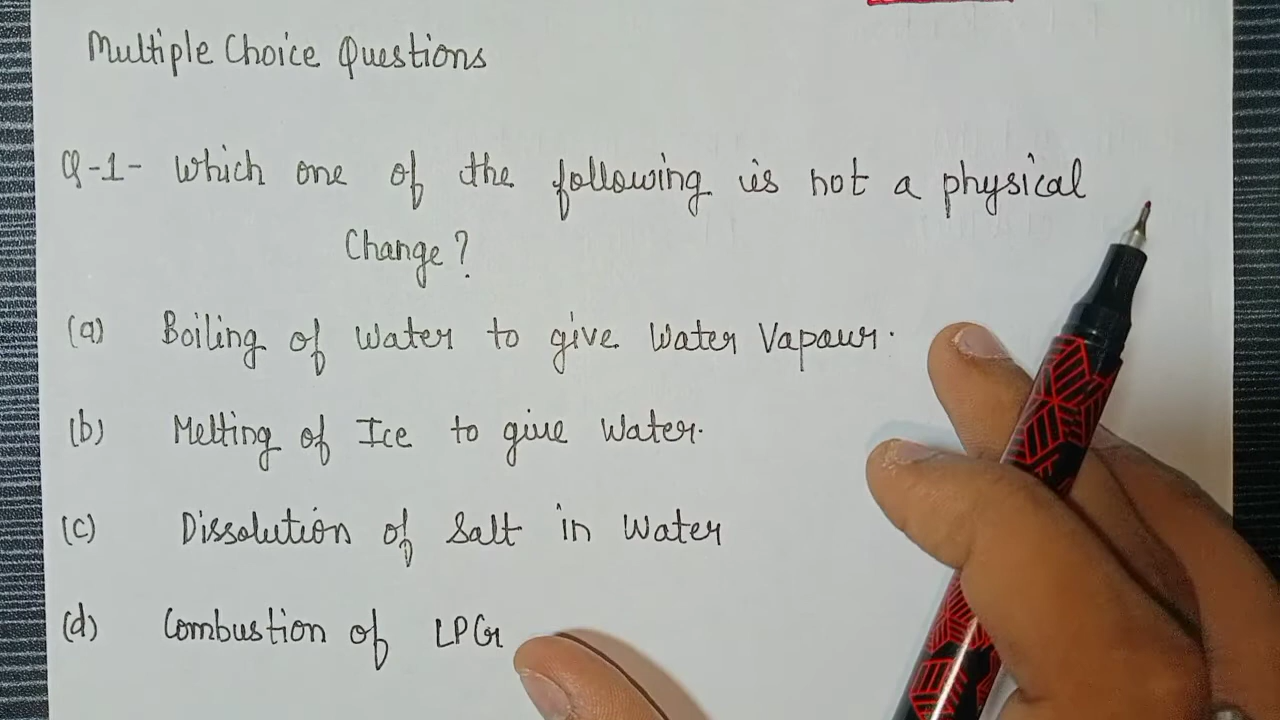 Multiple Choice Questions
Q-1- Which one of the following is not a physical
Change?
(a) Boiling of Water to give Water Vapour.
(b) Melting of Ice to give Water.
(c) Dissolution of Salt in Water
(d) Combustion of LPG